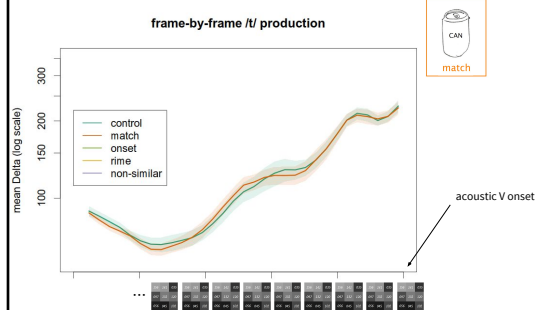 frame-by-frame /t/ production
CAN
match
mean Delta (log scale)
300
200
150
100
control
match
onset
rime
non-similar
acoustic V onset
...